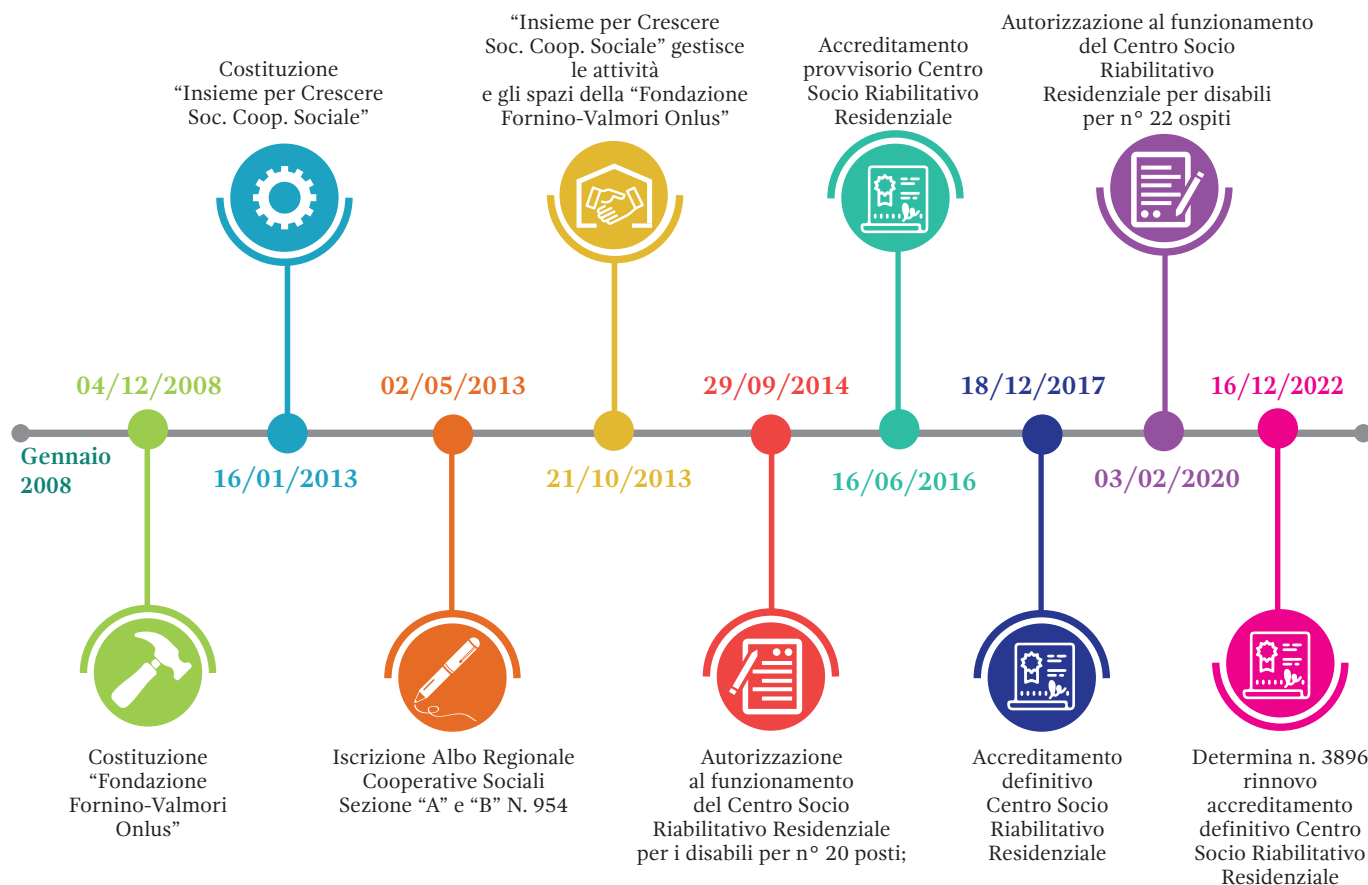 Costituzione
“Insieme per Crescere
Soc. Coop. Sociale”
“Insieme per Crescere
Soc. Coop. Sociale” gestisce
le attività
e gli spazi della “Fondazione
Fornino-Valmori Onlus”
Accreditamento
provvisorio Centro
Socio Riabilitativo
Residenziale
Autorizzazione al funzionamento
del Centro Socio
Riabilitativo
Residenziale per disabili
per n° 22 ospiti
04/12/2008
02/05/2013
29/09/2014
18/12/2017
16/12/2022
Gennaio
2008
16/01/2013
21/10/2013
16/06/2016
03/02/2020
Costituzione
“Fondazione
Fornino-Valmori
Onlus”
Iscrizione Albo Regionale
Cooperative Sociali
Sezione “A” e “B” N. 954
Autorizzazione
al funzionamento
del Centro Socio
Riabilitativo Residenziale
per i disabili per n° 20 posti;
Accreditamento
definitivo
Centro Socio
Riabilitativo
Residenziale
Determina n. 3896
rinnovo
accreditamento
definitivo Centro
Socio Riabilitativo
Residenziale